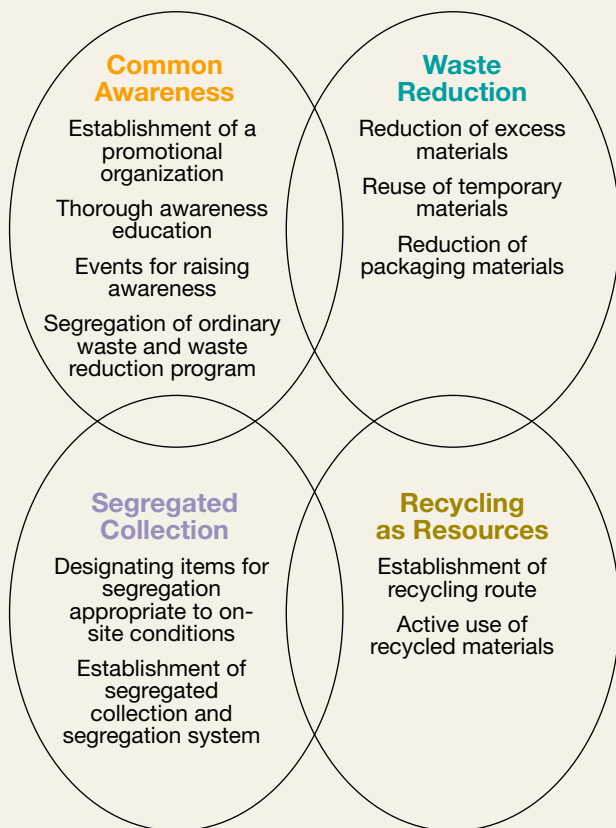 Common
Awareness
Establishment of a
promotional
organization
Thorough awareness
education
Events for raising
awareness
Segregation of ordinary
waste and waste
reduction program
Waste
Reduction
Reduction of excess
materials
Reuse of temporary
materials
Reduction of
packaging materials
Segregated
Collection
Designating items for
segregation
appropriate to on-
site conditions
Establishment of
segregated
collection and
segregation system
Recycling
as Resources
Establishment of
recycling route
Active use of
recycled materials